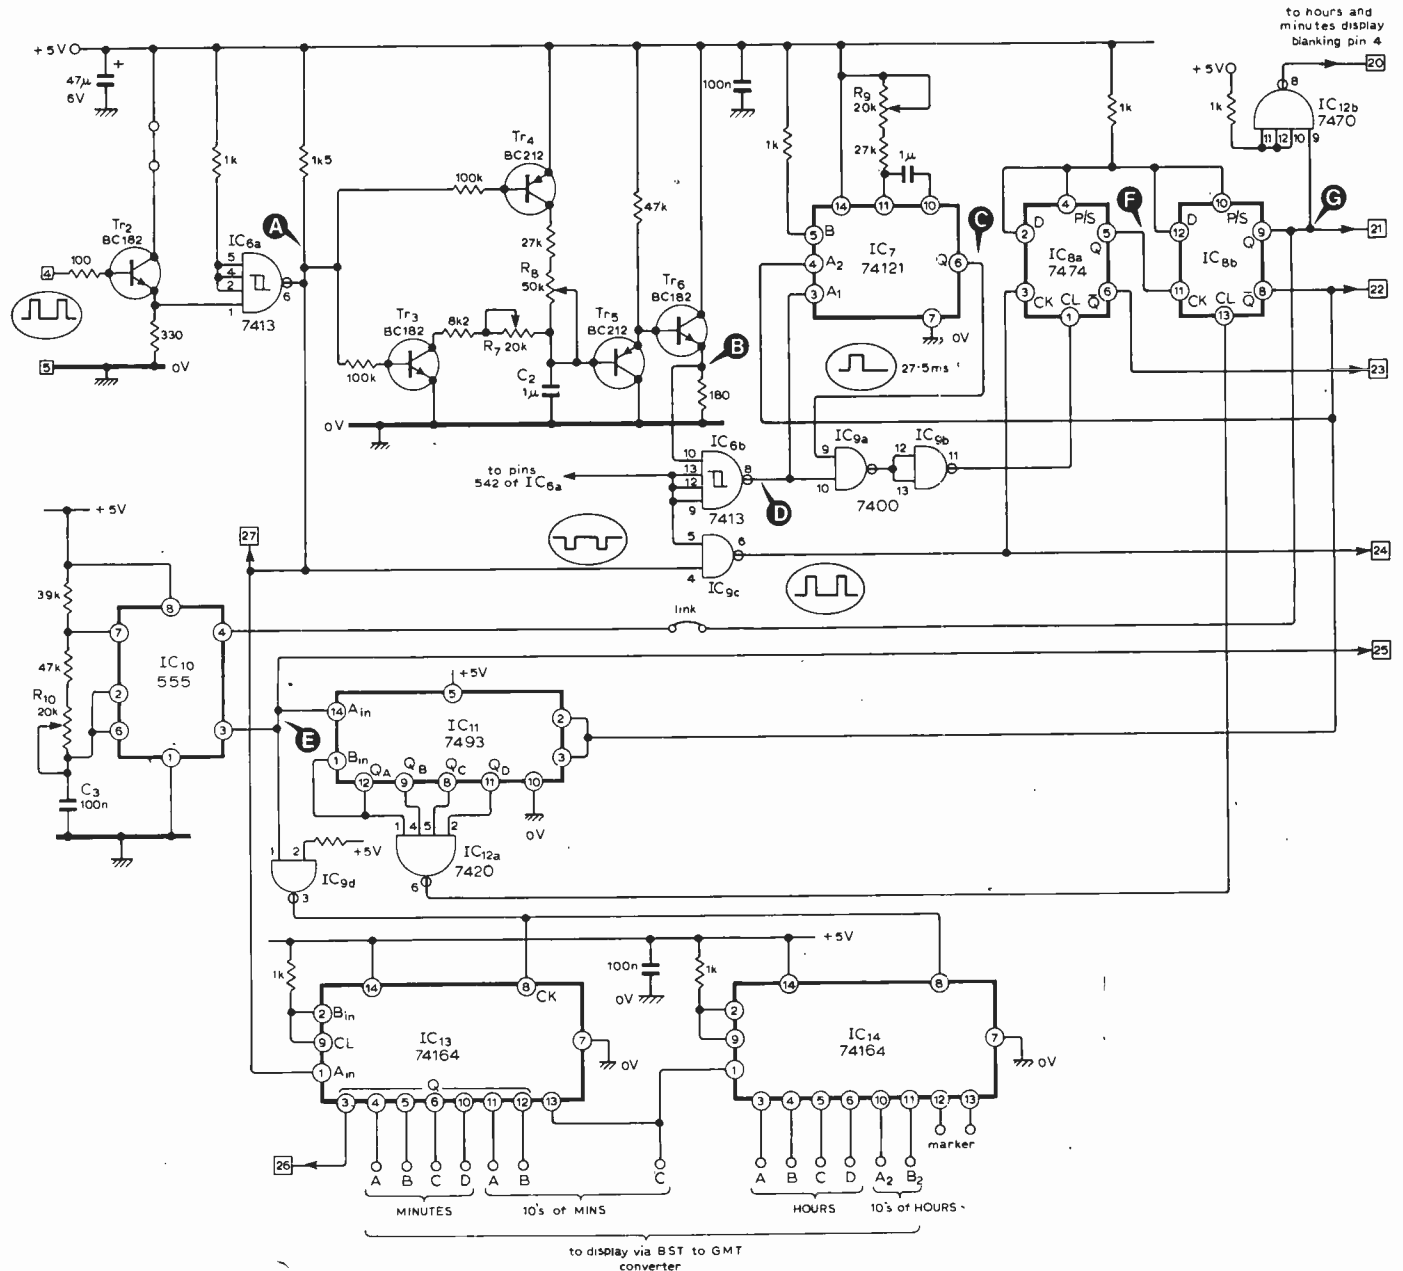 to hours and
minutes display
blanking pin 4
+5V
47μ
6V
+
1k
1k5
Tr4
BC212
100k
27k
R8
50k
47k
100n
1k
R9
20k
27k
1μ
1k
+5V
1k
8
20
IC12b
7470
11 12 10 9
Tr2
BC182
4
100
A
IC6a
5
4
2
1
6
7413
330
5
0V
Tr3
BC182
8k2
R7 20k
100k
C2
1μ
Tr5
BC212
Tr6
BC182
B
180
0V
14 11 10
5 B
4 A2
3 A1
IC7
74121
Q 6
7
0V
C
27·5ms
4
P/S
2 D
5
Q
IC8a
7474
3
CK CL Q̄
6
1
F
10
P/S
12 D
9
Q
IC8b
11
CK CL Q̄
8
13
G
21
22
23
IC6b
10
13
12
9
8
7413
to pins
542 of IC6a
D
IC9a
9
10
7400
IC9b
12
13
11
5
4
6
IC9c
24
+5V
27
39k
47k
R10
20k
C3
100n
8
7
4
IC10
555
2
6
3
1
link
25
E
+5V
5
14 Ain
IC11
7493
2
3
1 Bin
QA QB QC QD
12 9 8 11 10
0V
1 4 5 2
IC12a
7420
6
1 2
+5V
IC9d
3
+5V
1k
14
8
CK
2 Bin
9 CL
1 Ain
IC13
74164
7
0V
Q
3 4 5 6 10 11 12 13
26
A B C D A B C
MINUTES
10's of MINS
100n
0V
1k
14
8
2
9
1
IC14
74164
7
0V
3 4 5 6 10 11 12 13
marker
A B C D A2 B2
HOURS
10's of HOURS
to display via BST to GMT
converter